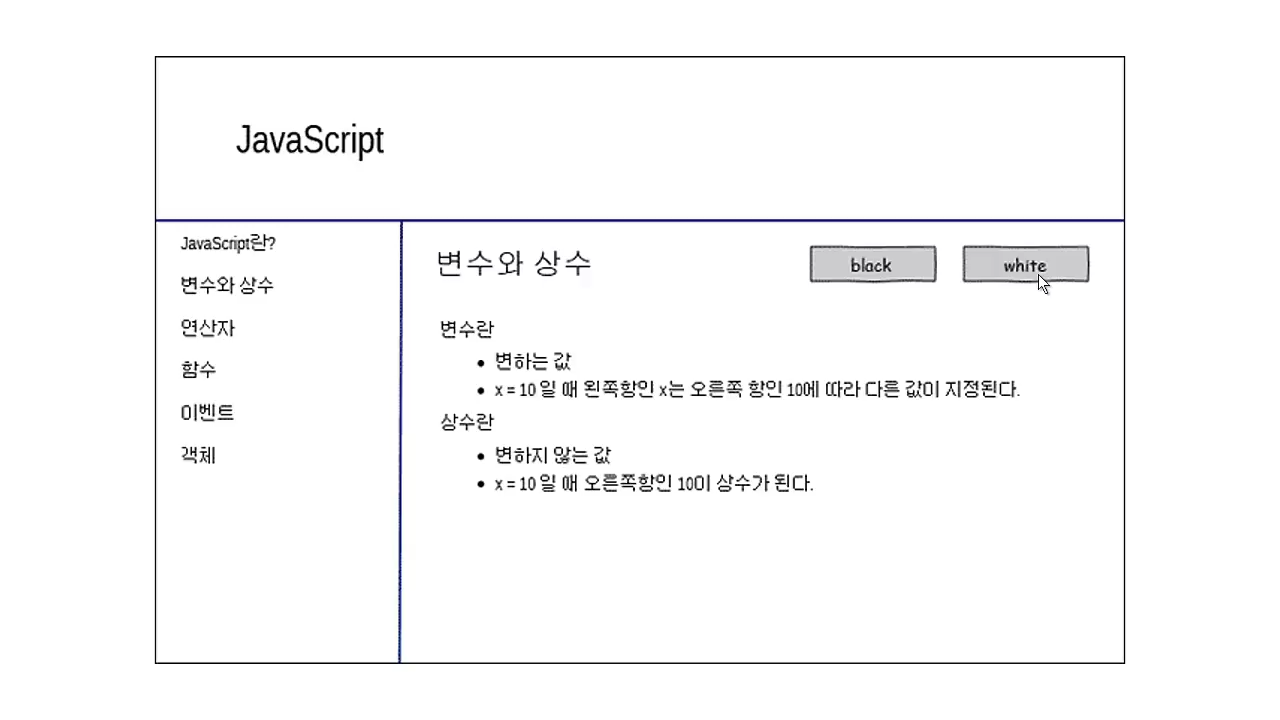 JavaScript
JavaScript란?
변수와 상수
연산자
함수
이벤트
객체
변수와 상수
black
white
변수란
• 변하는 값
• x = 10 일 때 왼쪽항인 x는 오른쪽 항인 10에 따라 다른 값이 지정된다.
상수란
• 변하지 않는 값
• x = 10 일 때 오른쪽항인 10이 상수가 된다.